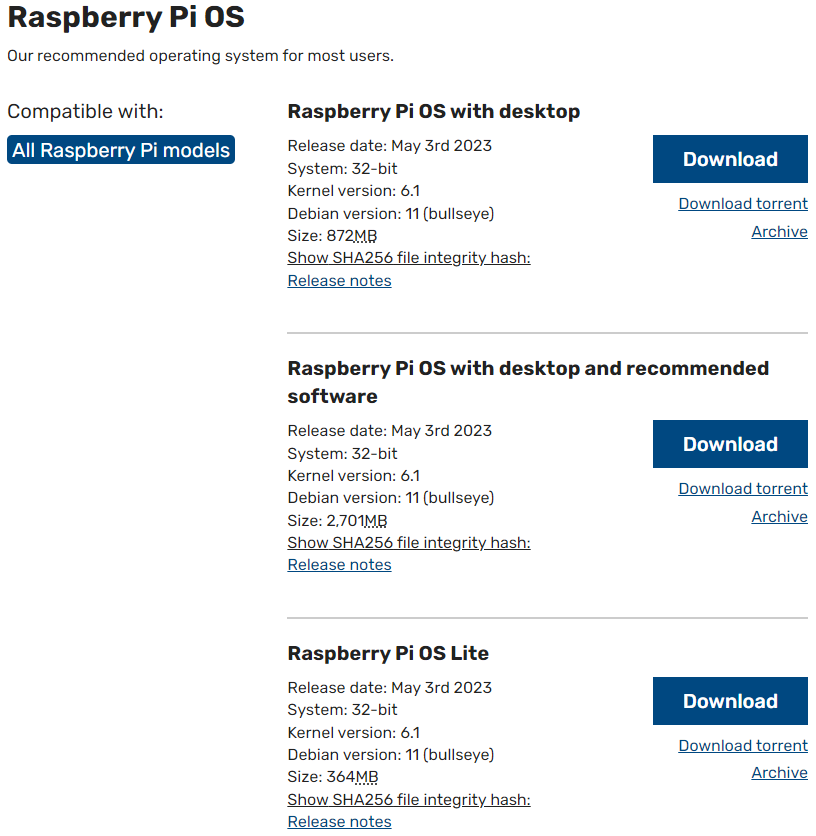 Raspberry Pi OS
Our recommended operating system for most users.
Compatible with:
All Raspberry Pi models
Raspberry Pi OS with desktop
Release date: May 3rd 2023
System: 32-bit
Kernel version: 6.1
Debian version: 11 (bullseye)
Size: 872MB
Show SHA256 file integrity hash:
Release notes
Download
Download torrent
Archive
Raspberry Pi OS with desktop and recommended
software
Release date: May 3rd 2023
System: 32-bit
Kernel version: 6.1
Debian version: 11 (bullseye)
Size: 2,701MB
Show SHA256 file integrity hash:
Release notes
Download
Download torrent
Archive
Raspberry Pi OS Lite
Release date: May 3rd 2023
System: 32-bit
Kernel version: 6.1
Debian version: 11 (bullseye)
Size: 364MB
Show SHA256 file integrity hash:
Release notes
Download
Download torrent
Archive